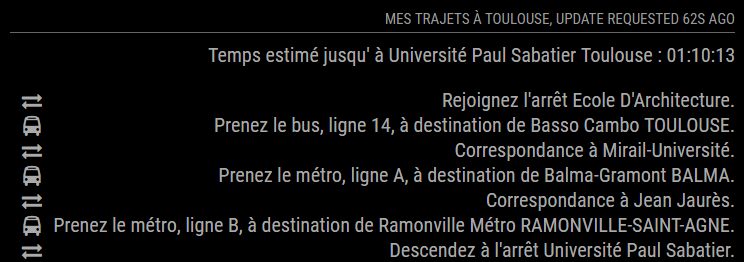 MES TRAJETS À TOULOUSE, UPDATE REQUESTED 62S AGO
Temps estimé jusqu' à Université Paul Sabatier Toulouse : 01:10:13
Rejoignez l'arrêt Ecole D'Architecture.
Prenez le bus, ligne 14, à destination de Basso Cambo TOULOUSE.
Correspondance à Mirail-Université.
Prenez le métro, ligne A, à destination de Balma-Gramont BALMA.
Correspondance à Jean Jaurès.
Prenez le métro, ligne B, à destination de Ramonville Métro RAMONVILLE-SAINT-AGNE.
Descendez à l'arrêt Université Paul Sabatier.